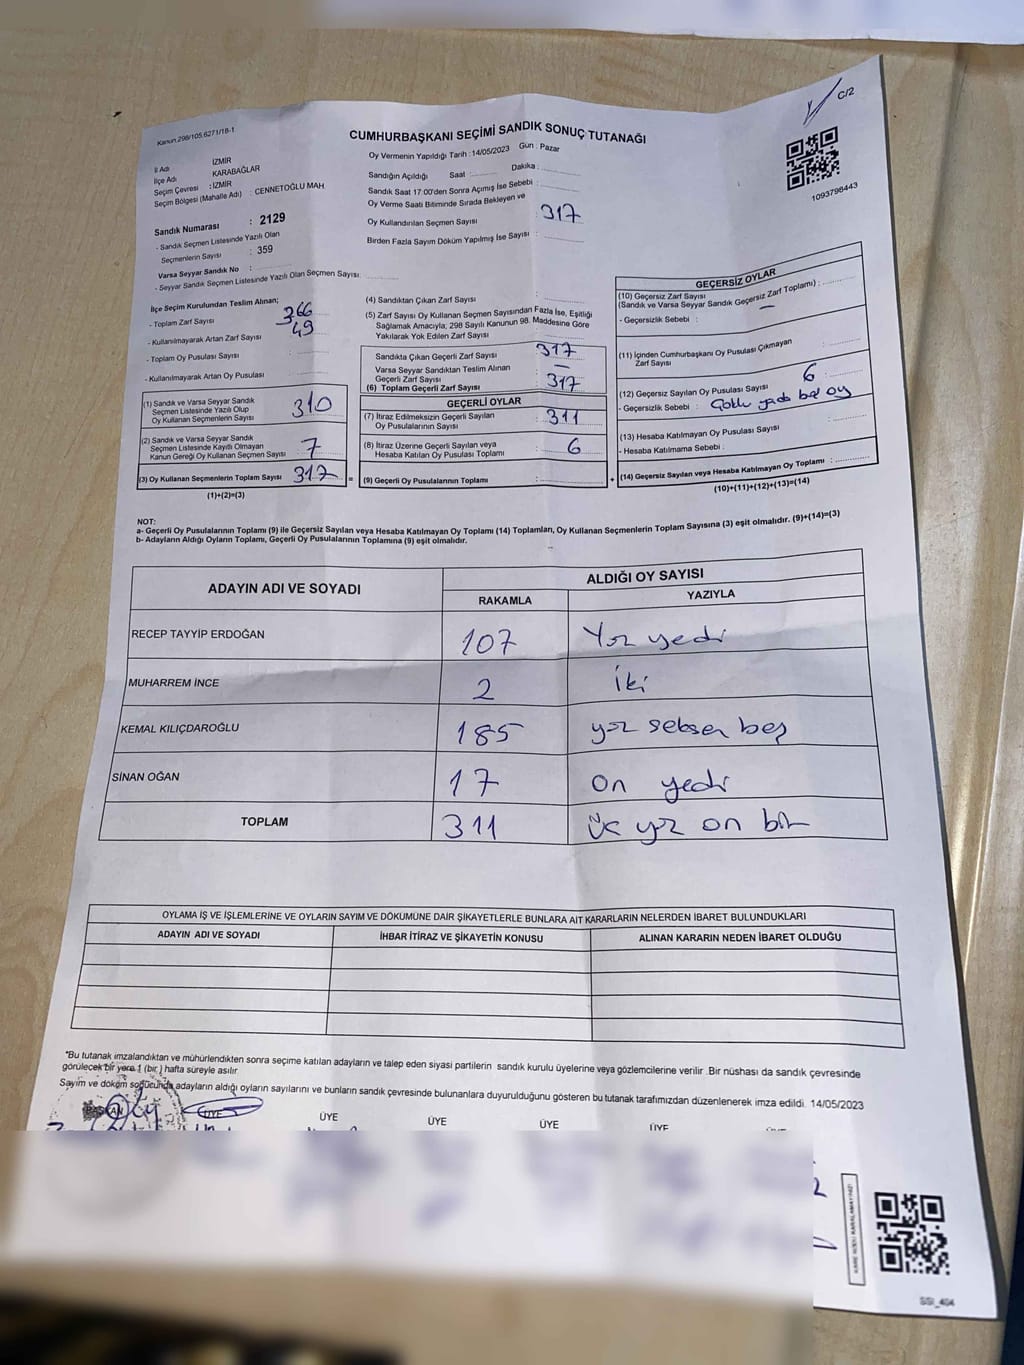 C/2
Kanun.298/105.6271/18-1
CUMHURBAŞKANI SEÇİMİ SANDIK SONUÇ TUTANAĞI
1093798443
İl Adı İZMİR
İlçe Adı KARABAĞLAR
Seçim Çevresi : İZMİR
Seçim Bölgesi (Mahalle Adı) : CENNETOĞLU MAH.
Sandık Numarası : 2129
- Sandık Seçmen Listesinde Yazılı Olan
Seçmenlerin Sayısı : 359
Varsa Seyyar Sandık No :
- Seyyar Sandık Seçmen Listesinde Yazılı Olan Seçmen Sayısı:
Oy Vermenin Yapıldığı Tarih : 14/05/2023 Gün : Pazar
Sandığın Açıldığı Saat : Dakika :
Sandık Saat 17:00'den Sonra Açımış İse Sebebi :
Oy Verme Saati Bitiminde Sırada Bekleyen ve
Oy Kullandırılan Seçmen Sayısı : 317
Birden Fazla Sayım Döküm Yapılmış İse Sayısı :
İlçe Seçim Kurulundan Teslim Alınan;
- Toplam Zarf Sayısı : 366
- Kullanılmayarak Artan Zarf Sayısı : 49
- Toplam Oy Pusulası Sayısı :
- Kullanılmayarak Artan Oy Pusulası
(1) Sandık ve Varsa Seyyar Sandık
Seçmen Listesinde Yazılı Olup
Oy Kullanan Seçmenlerin Sayısı : 310
(2) Sandık ve Varsa Seyyar Sandık
Seçmen Listesinde Kayıtlı Olmayan
Kanun Gereği Oy Kullanan Seçmen Sayısı : 7
(3) Oy Kullanan Seçmenlerin Toplam Sayısı : 317 =
(1)+(2)=(3)
(4) Sandıktan Çıkan Zarf Sayısı :
(5) Zarf Sayısı Oy Kullanan Seçmen Sayısından Fazla İse, Eşitliği
Sağlamak Amacıyla; 298 Sayılı Kanunun 98. Maddesine Göre
Yakılarak Yok Edilen Zarf Sayısı :
Sandıkta Çıkan Geçerli Zarf Sayısı : 317
Varsa Seyyar Sandıktan Teslim Alınan
Geçerli Zarf Sayısı : —
(6) Toplam Geçerli Zarf Sayısı : 317
GEÇERLİ OYLAR
(7) İtiraz Edilmeksizin Geçerli Sayılan
Oy Pusulalarının Sayısı : 311
(8) İtiraz Üzerine Geçerli Sayılan veya
Hesaba Katılan Oy Pusulası Toplamı : 6
(9) Geçerli Oy Pusulalarının Toplamı : +
GEÇERSİZ OYLAR
(10) Geçersiz Zarf Sayısı
(Sandık ve Varsa Seyyar Sandık Geçersiz Zarf Toplamı) :
- Geçersizlik Sebebi : —
(11) İçinden Cumhurbaşkanı Oy Pusulası Çıkmayan
Zarf Sayısı
(12) Geçersiz Sayılan Oy Pusulası Sayısı : 6
- Geçersizlik Sebebi : oy
(13) Hesaba Katılmayan Oy Pusulası Sayısı :
- Hesaba Katılmama Sebebi :
(14) Geçersiz Sayılan veya Hesaba Katılmayan Oy Toplamı :
(10)+(11)+(12)+(13)=(14)
NOT:
a- Geçerli Oy Pusulalarının Toplamı (9) ile Geçersiz Sayılan veya Hesaba Katılmayan Oy Toplamı (14) Toplamları, Oy Kullanan Seçmenlerin Toplam Sayısına (3) eşit olmalıdır. (9)+(14)=(3)
b- Adayların Aldığı Oyların Toplamı, Geçerli Oy Pusulalarının Toplamına (9) eşit olmalıdır.
ADAYIN ADI VE SOYADI ALDIĞI OY SAYISI
RAKAMLA YAZIYLA
RECEP TAYYİP ERDOĞAN 107 Yüz yedi
MUHARREM İNCE 2 İki
KEMAL KILIÇDAROĞLU 185 yüz seksen beş
SİNAN OĞAN 17 On yedi
TOPLAM 311 Üç yüz on bir
OYLAMA İŞ VE İŞLEMLERİNE VE OYLARIN SAYIM VE DÖKÜMÜNE DAİR ŞİKAYETLERLE BUNLARA AİT KARARLARIN NELERDEN İBARET BULUNDUKLARI
ADAYIN ADI VE SOYADI İHBAR İTİRAZ VE ŞİKAYETİN KONUSU ALINAN KARARIN NEDEN İBARET OLDUĞU
*Bu tutanak imzalandıktan ve mühürlendikten sonra seçime katılan adayların ve talep eden siyasi partilerin sandık kurulu üyelerine veya gözlemcilerine verilir. Bir nüshası da sandık çevresinde
görülecek bir yere 1 (bir ) hafta süreyle asılır.
Sayım ve döküm sonucunda adayların aldığı oyların sayılarını ve bunların sandık çevresinde bulunanlara duyurulduğunu gösteren bu tutanak tarafımızdan düzenlenerek imza edildi. 14/05/2023
BAŞKAN ÜYE ÜYE ÜYE ÜYE ÜYE
KARE KODU KARALAMAYINIZ!
SSI_404